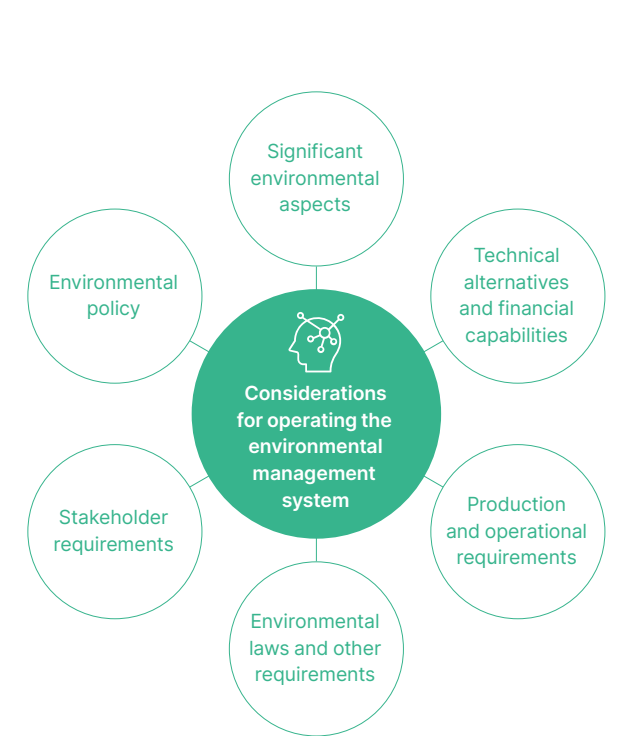 Significant
environmental
aspects
Technical
alternatives
and financial
capabilities
Environmental
policy
Considerations
for operating the
environmental
management
system
Production
and operational
requirements
Stakeholder
requirements
Environmental
laws and other
requirements